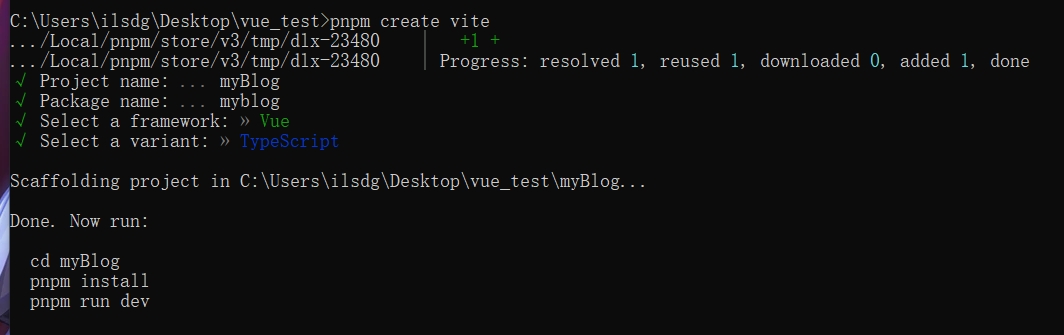 C:\Users\ilsdg\Desktop\vue_test>pnpm create vite
.../Local/pnpm/store/v3/tmp/dlx-23480 | +1 +
.../Local/pnpm/store/v3/tmp/dlx-23480 | Progress: resolved 1, reused 1, downloaded 0, added 1, done
√ Project name: ... myBlog
√ Package name: ... myblog
√ Select a framework: » Vue
√ Select a variant: » TypeScript
Scaffolding project in C:\Users\ilsdg\Desktop\vue_test\myBlog...
Done. Now run:
cd myBlog
pnpm install
pnpm run dev